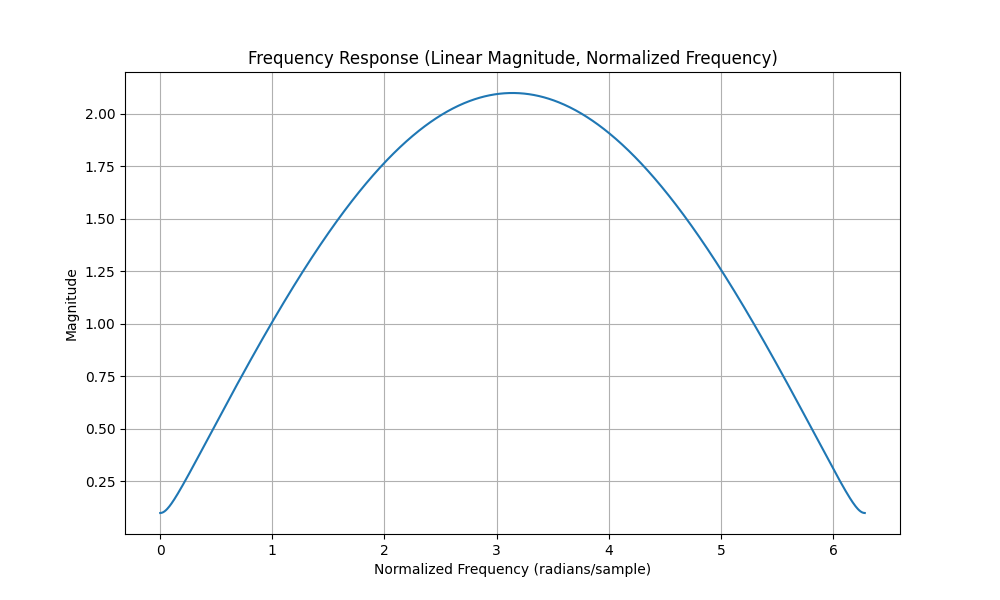 Frequency Response (Linear Magnitude, Normalized Frequency)
2.00
1.75
1.50
1.25
1.00
0.75
0.50
0.25
Magnitude
0 1 2 3 4 5 6
Normalized Frequency (radians/sample)